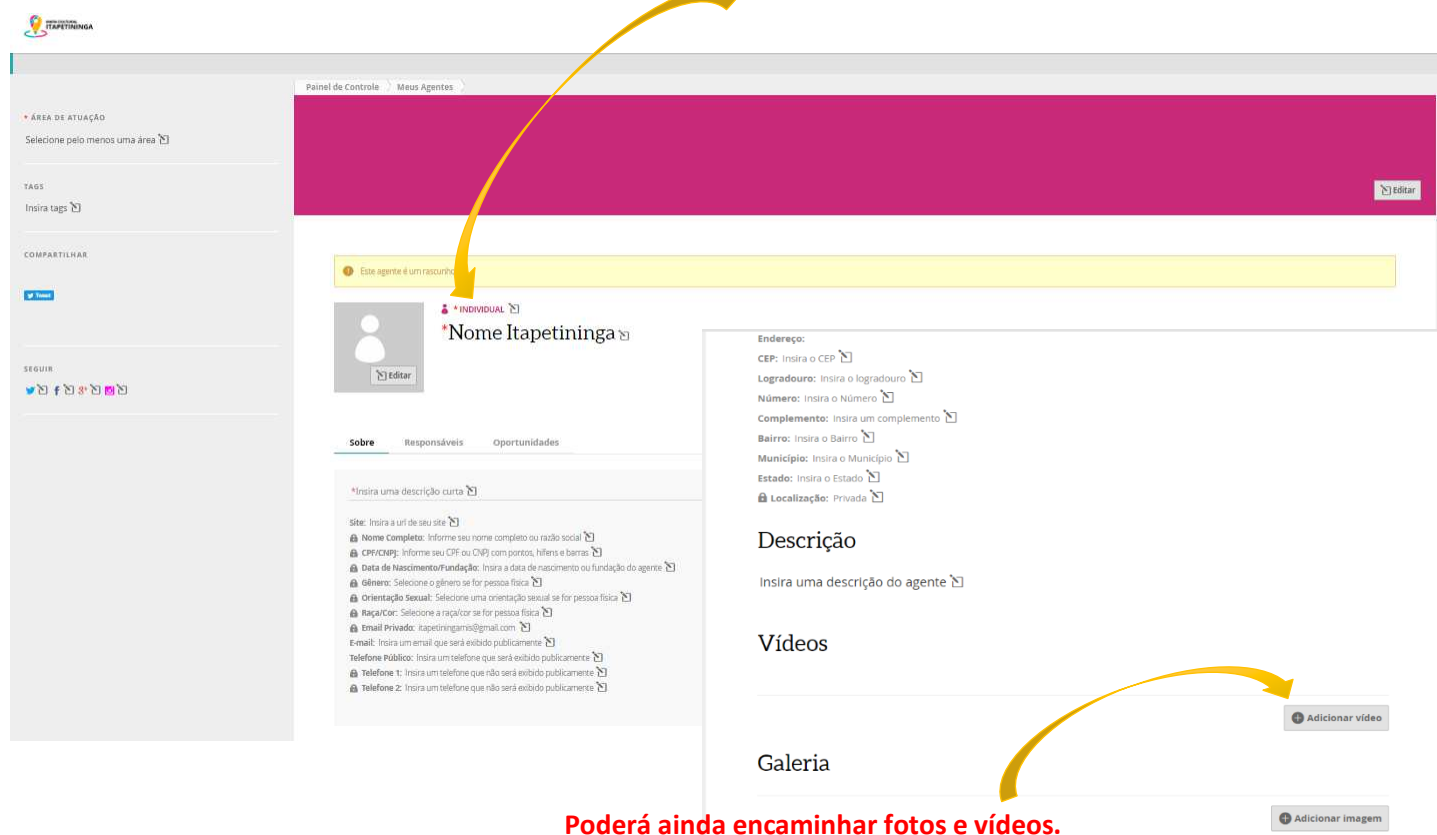 MAPA CULTURAL
ITAPETININGA
Painel de Controle
Meus Agentes
* ÁREA DE ATUAÇÃO
Selecione pelo menos uma área
TAGS
Insira tags
COMPARTILHAR
Tweet
SEGUIR
Editar
Este agente é um rascunho
* INDIVIDUAL
*Nome Itapetininga
Editar
Sobre
Responsáveis
Oportunidades
*Insira uma descrição curta
Site: Insira a url de seu site
Nome Completo: Informe seu nome completo ou razão social
CPF/CNPJ: Informe seu CPF ou CNPJ com pontos, hífens e barras
Data de Nascimento/Fundação: Insira a data de nascimento ou fundação do agente
Gênero: Selecione o gênero se for pessoa física
Orientação Sexual: Selecione uma orientação sexual se for pessoa física
Raça/Cor: Selecione a raça/cor se for pessoa física
Email Privado: itapetiningamis@gmail.com
E-mail: Insira um email que será exibido publicamente
Telefone Público: Insira um telefone que será exibido publicamente
Telefone 1: Insira um telefone que não será exibido publicamente
Telefone 2: Insira um telefone que não será exibido publicamente
Endereço:
CEP: Insira o CEP
Logradouro: Insira o logradouro
Número: Insira o Número
Complemento: Insira um complemento
Bairro: Insira o Bairro
Município: Insira o Município
Estado: Insira o Estado
Localização: Privada
Descrição
Insira uma descrição do agente
Vídeos
Adicionar vídeo
Galeria
Adicionar imagem
Poderá ainda encaminhar fotos e vídeos.